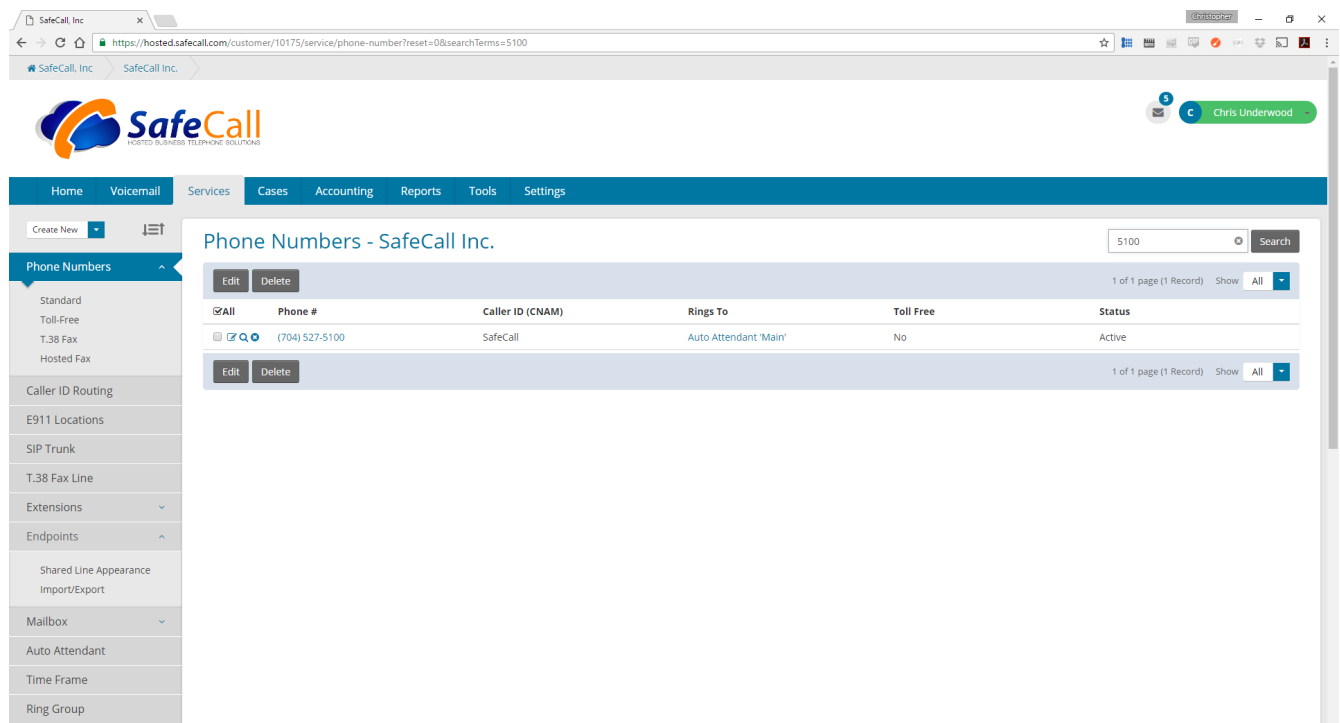 SafeCall, Inc
Christopher
https://hosted.safecall.com/customer/10175/service/phone-number?reset=0&searchTerms=5100
SafeCall, Inc SafeCall Inc.
SafeCall
HOSTED BUSINESS TELEPHONE SOLUTIONS
5
C Chris Underwood
Home Voicemail Services Cases Accounting Reports Tools Settings
Create New
Phone Numbers - SafeCall Inc.
5100 Search
Phone Numbers
Standard
Toll-Free
T.38 Fax
Hosted Fax
Caller ID Routing
E911 Locations
SIP Trunk
T.38 Fax Line
Extensions
Endpoints
Shared Line Appearance
Import/Export
Mailbox
Auto Attendant
Time Frame
Ring Group
Edit Delete 1 of 1 page (1 Record) Show All
All Phone # Caller ID (CNAM) Rings To Toll Free Status
(704) 527-5100 SafeCall Auto Attendant 'Main' No Active
Edit Delete 1 of 1 page (1 Record) Show All